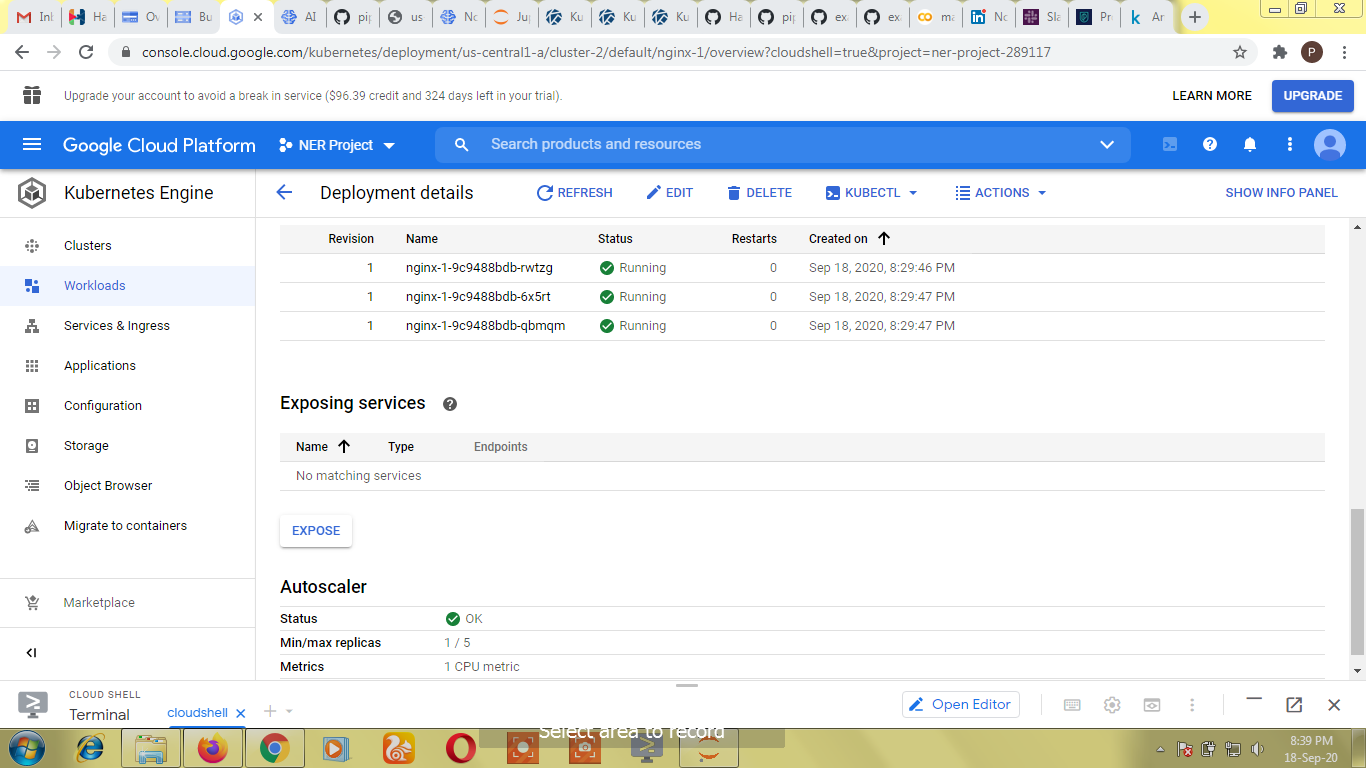 Inl
Ha
Ov
Bu
AI
pip
us
No
Ju
Ku
Ku
Ku
Ha
pip
exa
ex
ma
No
Sla
Pro
Ar
console.cloud.google.com/kubernetes/deployment/us-central1-a/cluster-2/default/nginx-1/overview?cloudshell=true&project=ner-project-289117
P
Upgrade your account to avoid a break in service ($96.39 credit and 324 days left in your trial).
LEARN MORE
UPGRADE
Google Cloud Platform
NER Project
Search products and resources
Kubernetes Engine
Deployment details
REFRESH
EDIT
DELETE
KUBECTL
ACTIONS
SHOW INFO PANEL
Clusters
Workloads
Services & Ingress
Applications
Configuration
Storage
Object Browser
Migrate to containers
Marketplace
Revision Name Status Restarts Created on
1 nginx-1-9c9488bdb-rwtzg Running 0 Sep 18, 2020, 8:29:46 PM
1 nginx-1-9c9488bdb-6x5rt Running 0 Sep 18, 2020, 8:29:47 PM
1 nginx-1-9c9488bdb-qbmqm Running 0 Sep 18, 2020, 8:29:47 PM
Exposing services
Name Type Endpoints
No matching services
EXPOSE
Autoscaler
Status OK
Min/max replicas 1 / 5
Metrics 1 CPU metric
CLOUD SHELL
Terminal
cloudshell
Open Editor
Select area to record
8:39 PM
18-Sep-20